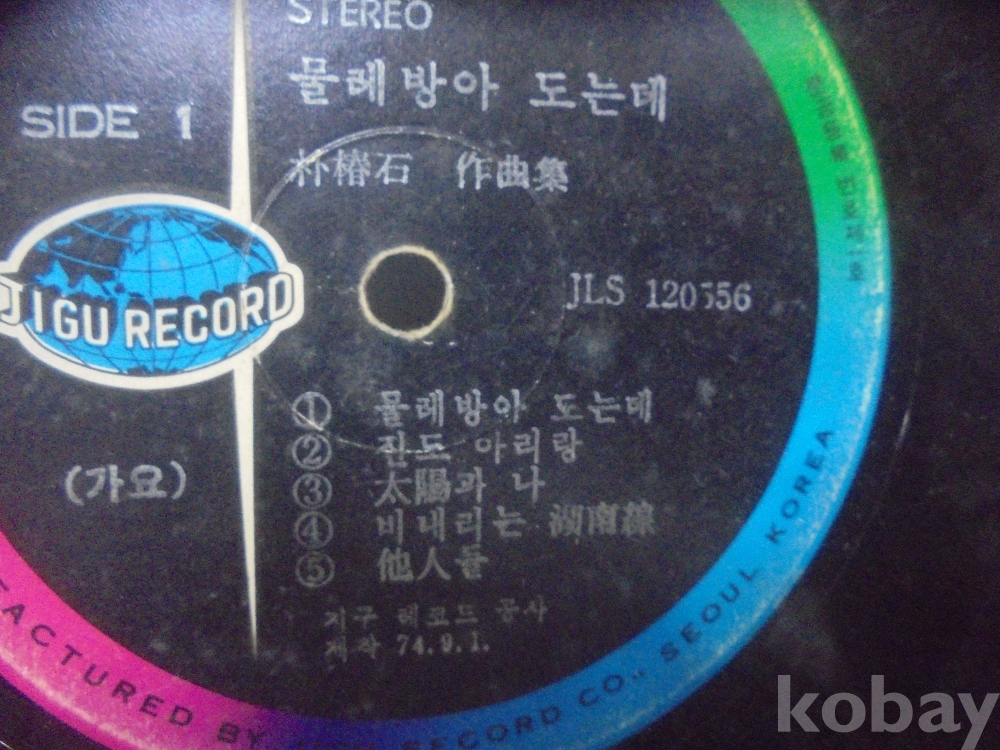 STEREO
물레방아 도는데
SIDE 1
朴椿石 作曲集
JIGU RECORD
JLS 120556
① 물레방아 도는데
② 진도 아리랑
③ 太陽과 나
④ 비내리는 湖南線
⑤ 他人들
(가요)
지구 레코드 공사
제작 74.9.1.
ACTURED BY RECORD CO., SEOUL KOREA
kobay